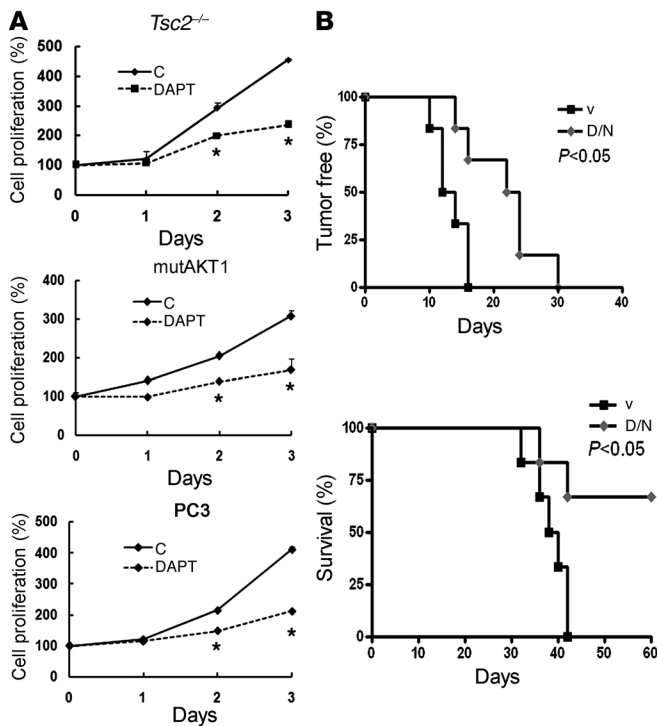 A
Tsc2–/–
Cell proliferation (%)
500
400
300
200
100
0
C
DAPT
*
*
0 1 2 3
Days
mutAKT1
Cell proliferation (%)
400
300
200
100
0
C
DAPT
*
*
0 1 2 3
Days
PC3
Cell proliferation (%)
500
400
300
200
100
0
C
DAPT
*
*
0 1 2 3
Days
B
Tumor free (%)
100
75
50
25
0
v
D/N
P<0.05
0 10 20 30 40
Days
Survival (%)
100
75
50
25
0
v
D/N
P<0.05
0 10 20 30 40 50 60
Days